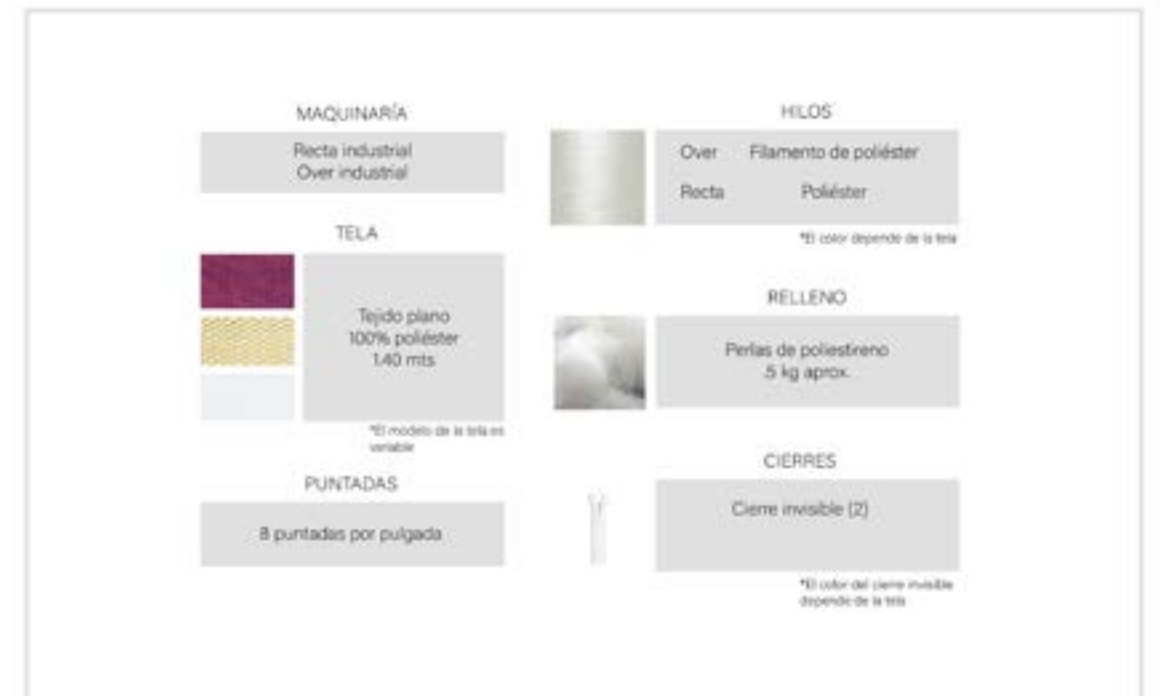 MAQUINARÍA
Recta industrial
Over industrial
TELA
Tejido plano
100% poliéster
1.40 mts
*El modelo de la tela es
variable
PUNTADAS
8 puntadas por pulgada
HILOS
Over Filamento de poliéster
Recta Poliéster
*El color depende de la tela
RELLENO
Perlas de poliestireno
.5 kg aprox.
CIERRES
Cierre invisible (2)
*El color del cierre invisible
depende de la tela